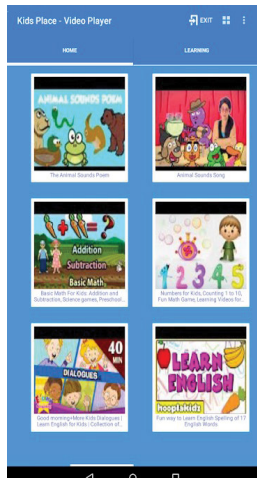 Kids Place - Video Player
EXIT
HOME
LEARNING
ANIMAL SOUNDS POEM
The Animal Sounds Poem
Animal Sounds Song
+ = ?
Addition
Subtraction
Basic Math
Basic Math For Kids: Addition and
Subtraction, Science games, Preschool...
1 2 3 4 5
Numbers for Kids, Counting 1 to 10,
Fun Math Game, Learning Videos for...
40
MIN
DIALOGUES
Good morning+More Kids Dialogues |
Learn English for Kids | Collection of...
LEARN
ENGLISH
hooplakidz
Fun way to Learn English Spelling of 17
English Words